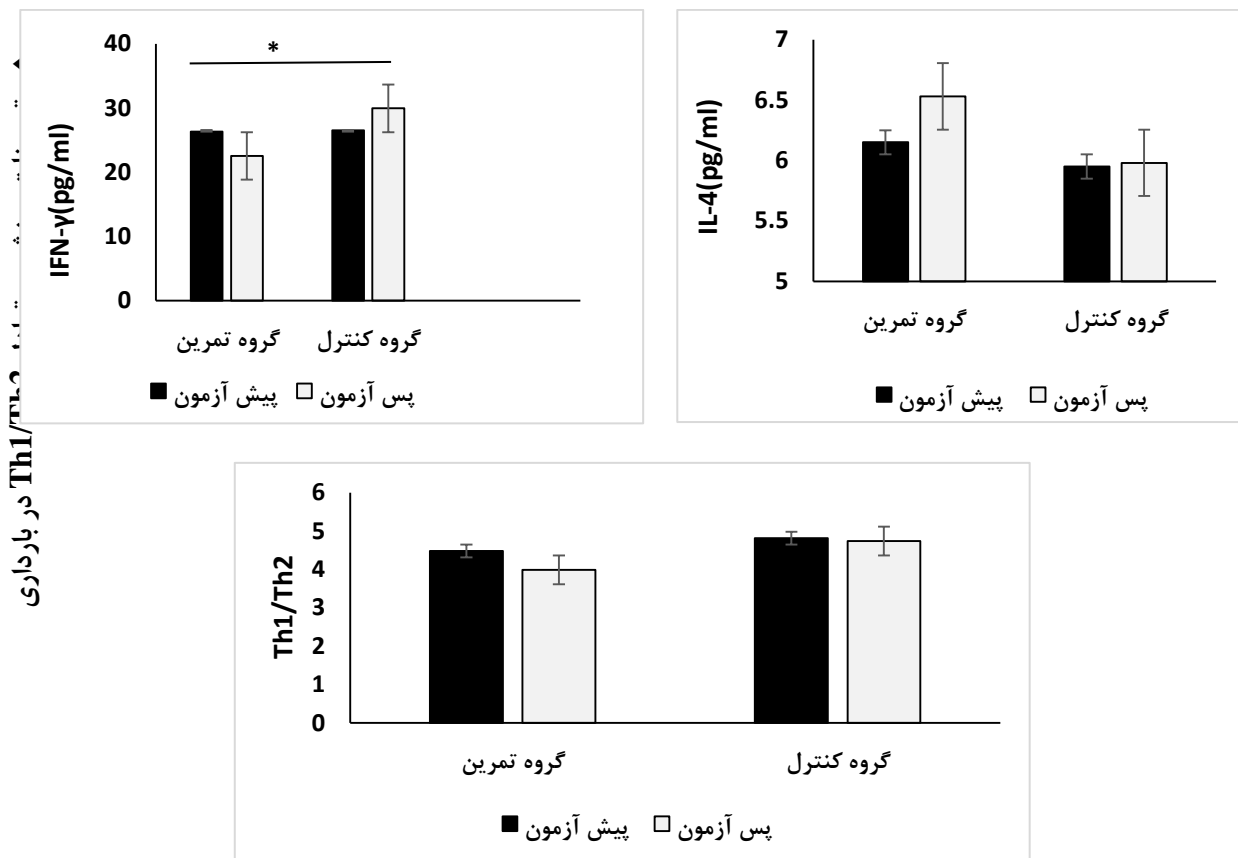 Th1/Th2 در بارداری
40
30
20
10
0
IFN-γ(pg/ml)
*
گروه تمرین
گروه کنترل
پیش آزمون
پس آزمون
7
6.5
6
5.5
5
IL-4(pg/ml)
گروه تمرین
گروه کنترل
پیش آزمون
پس آزمون
6
5
4
3
2
1
0
Th1/Th2
گروه تمرین
گروه کنترل
پیش آزمون
پس آزمون